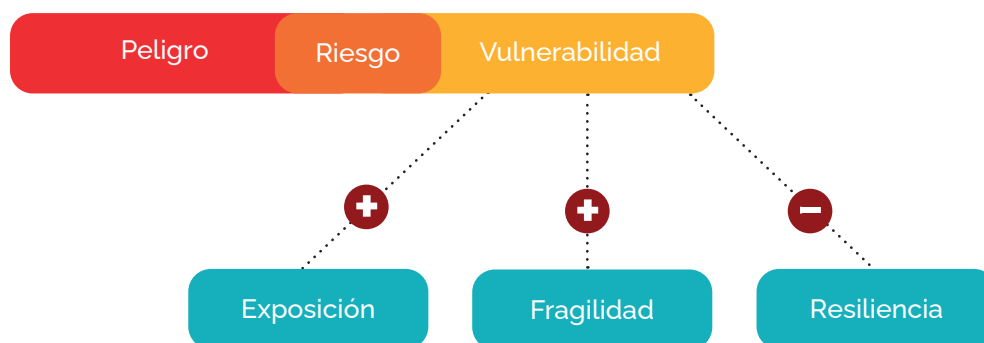 Peligro
Riesgo
Vulnerabilidad
+
+
−
Exposición
Fragilidad
Resiliencia